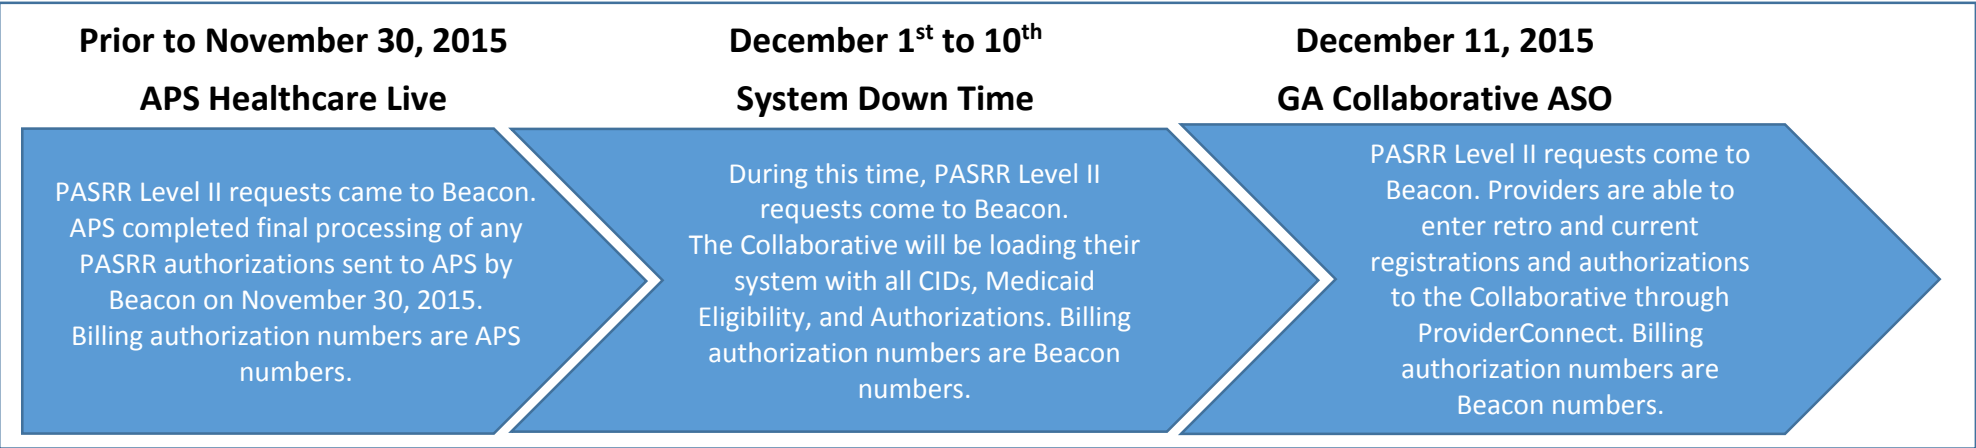 Prior to November 30, 2015
APS Healthcare Live
PASRR Level II requests came to Beacon.
APS completed final processing of any
PASRR authorizations sent to APS by
Beacon on November 30, 2015.
Billing authorization numbers are APS
numbers.
December 1st to 10th
System Down Time
During this time, PASRR Level II
requests come to Beacon.
The Collaborative will be loading their
system with all CIDs, Medicaid
Eligibility, and Authorizations. Billing
authorization numbers are Beacon
numbers.
December 11, 2015
GA Collaborative ASO
PASRR Level II requests come to
Beacon. Providers are able to
enter retro and current
registrations and authorizations
to the Collaborative through
ProviderConnect. Billing
authorization numbers are
Beacon numbers.